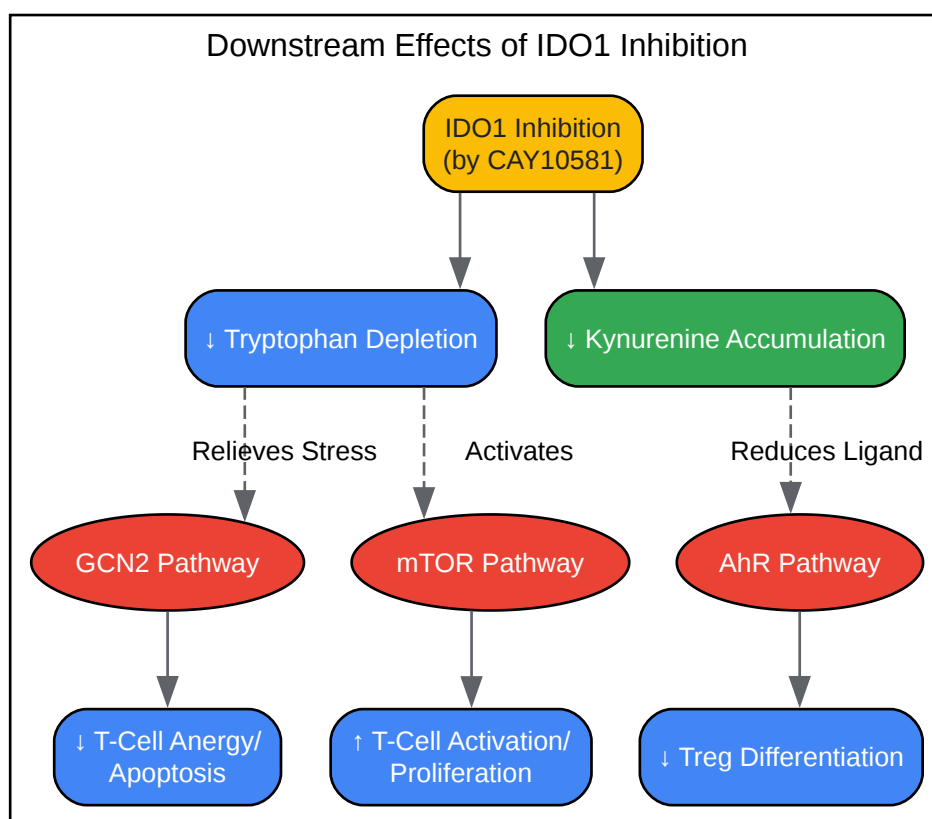 Downstream Effects of IDO1 Inhibition
IDO1 Inhibition
(by CAY10581)
↓ Tryptophan Depletion
↓ Kynurenine Accumulation
Relieves Stress
Activates
Reduces Ligand
GCN2 Pathway
mTOR Pathway
AhR Pathway
↓ T-Cell Anergy/
Apoptosis
↑ T-Cell Activation/
Proliferation
↓ Treg Differentiation